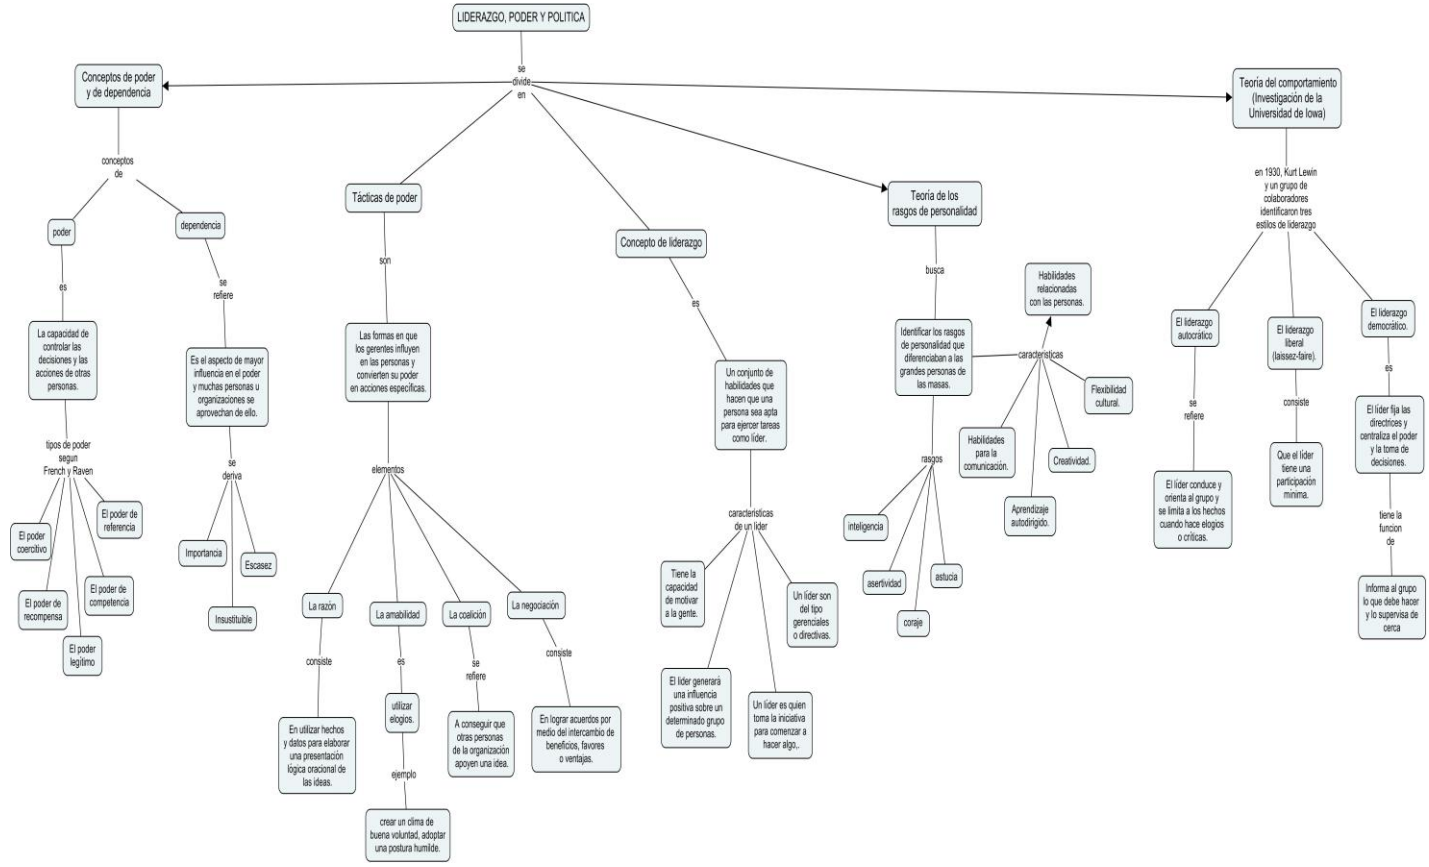 LIDERAZGO, PODER Y POLITICA
se
divide
en
Conceptos de poder
y de dependencia
conceptos
de
poder
es
La capacidad de
controlar las
decisiones y las
acciones de otras
personas.
tipos de poder
segun
French y Raven
El poder
coercitivo
El poder de
recompensa
El poder
legítimo
El poder de
competencia
El poder de
referencia
dependencia
se
refiere
Es el aspecto de mayor
influencia en el poder
y muchas personas u
organizaciones se
aprovechan de ello.
se
deriva
Importancia
Insustituible
Escasez
Tácticas de poder
son
Las formas en que
los gerentes influyen
en las personas y
convierten su poder
en acciones específicas.
elementos
La razón
consiste
En utilizar hechos
y datos para elaborar
una presentación
lógica oracional de
las ideas.
La amabilidad
es
utilizar
elogios.
ejemplo
crear un clima de
buena voluntad, adoptar
una postura humilde.
La coalición
se
refiere
A conseguir que
otras personas
de la organización
apoyen una idea.
La negociación
consiste
En lograr acuerdos por
medio del intercambio de
beneficios, favores
o ventajas.
Concepto de liderazgo
es
Un conjunto de
habilidades que
hacen que una
persona sea apta
para ejercer tareas
como líder.
características
de un líder
Tiene la
capacidad
de motivar
a la gente.
El líder generará
una influencia
positiva sobre un
determinado grupo
de personas.
Un líder es quien
toma la iniciativa
para comenzar a
hacer algo,.
Un líder son
del tipo
gerenciales
o directivas.
Teoría de los
rasgos de personalidad
busca
Identificar los rasgos
de personalidad que
diferenciaban a las
grandes personas de
las masas.
rasgos
inteligencia
asertividad
coraje
astucia
características
Habilidades
relacionadas
con las personas.
Habilidades
para la
comunicación.
Aprendizaje
autodirigido.
Creatividad.
Flexibilidad
cultural.
Teoría del comportamiento
(Investigación de la
Universidad de Iowa)
en 1930, Kurt Lewin
y un grupo de
colaboradores
identificaron tres
estilos de liderazgo
El liderazgo
autocrático
se
refiere
El líder conduce y
orienta al grupo y
se limita a los hechos
cuando hace elogios
o críticas.
El liderazgo
liberal
(laissez-faire).
consiste
Que el líder
tiene una
participación
mínima.
El liderazgo
democrático.
es
El líder fija las
directrices y
centraliza el poder
y la toma de
decisiones.
tiene la
funcion
de
Informa al grupo
lo que debe hacer
y lo supervisa de
cerca